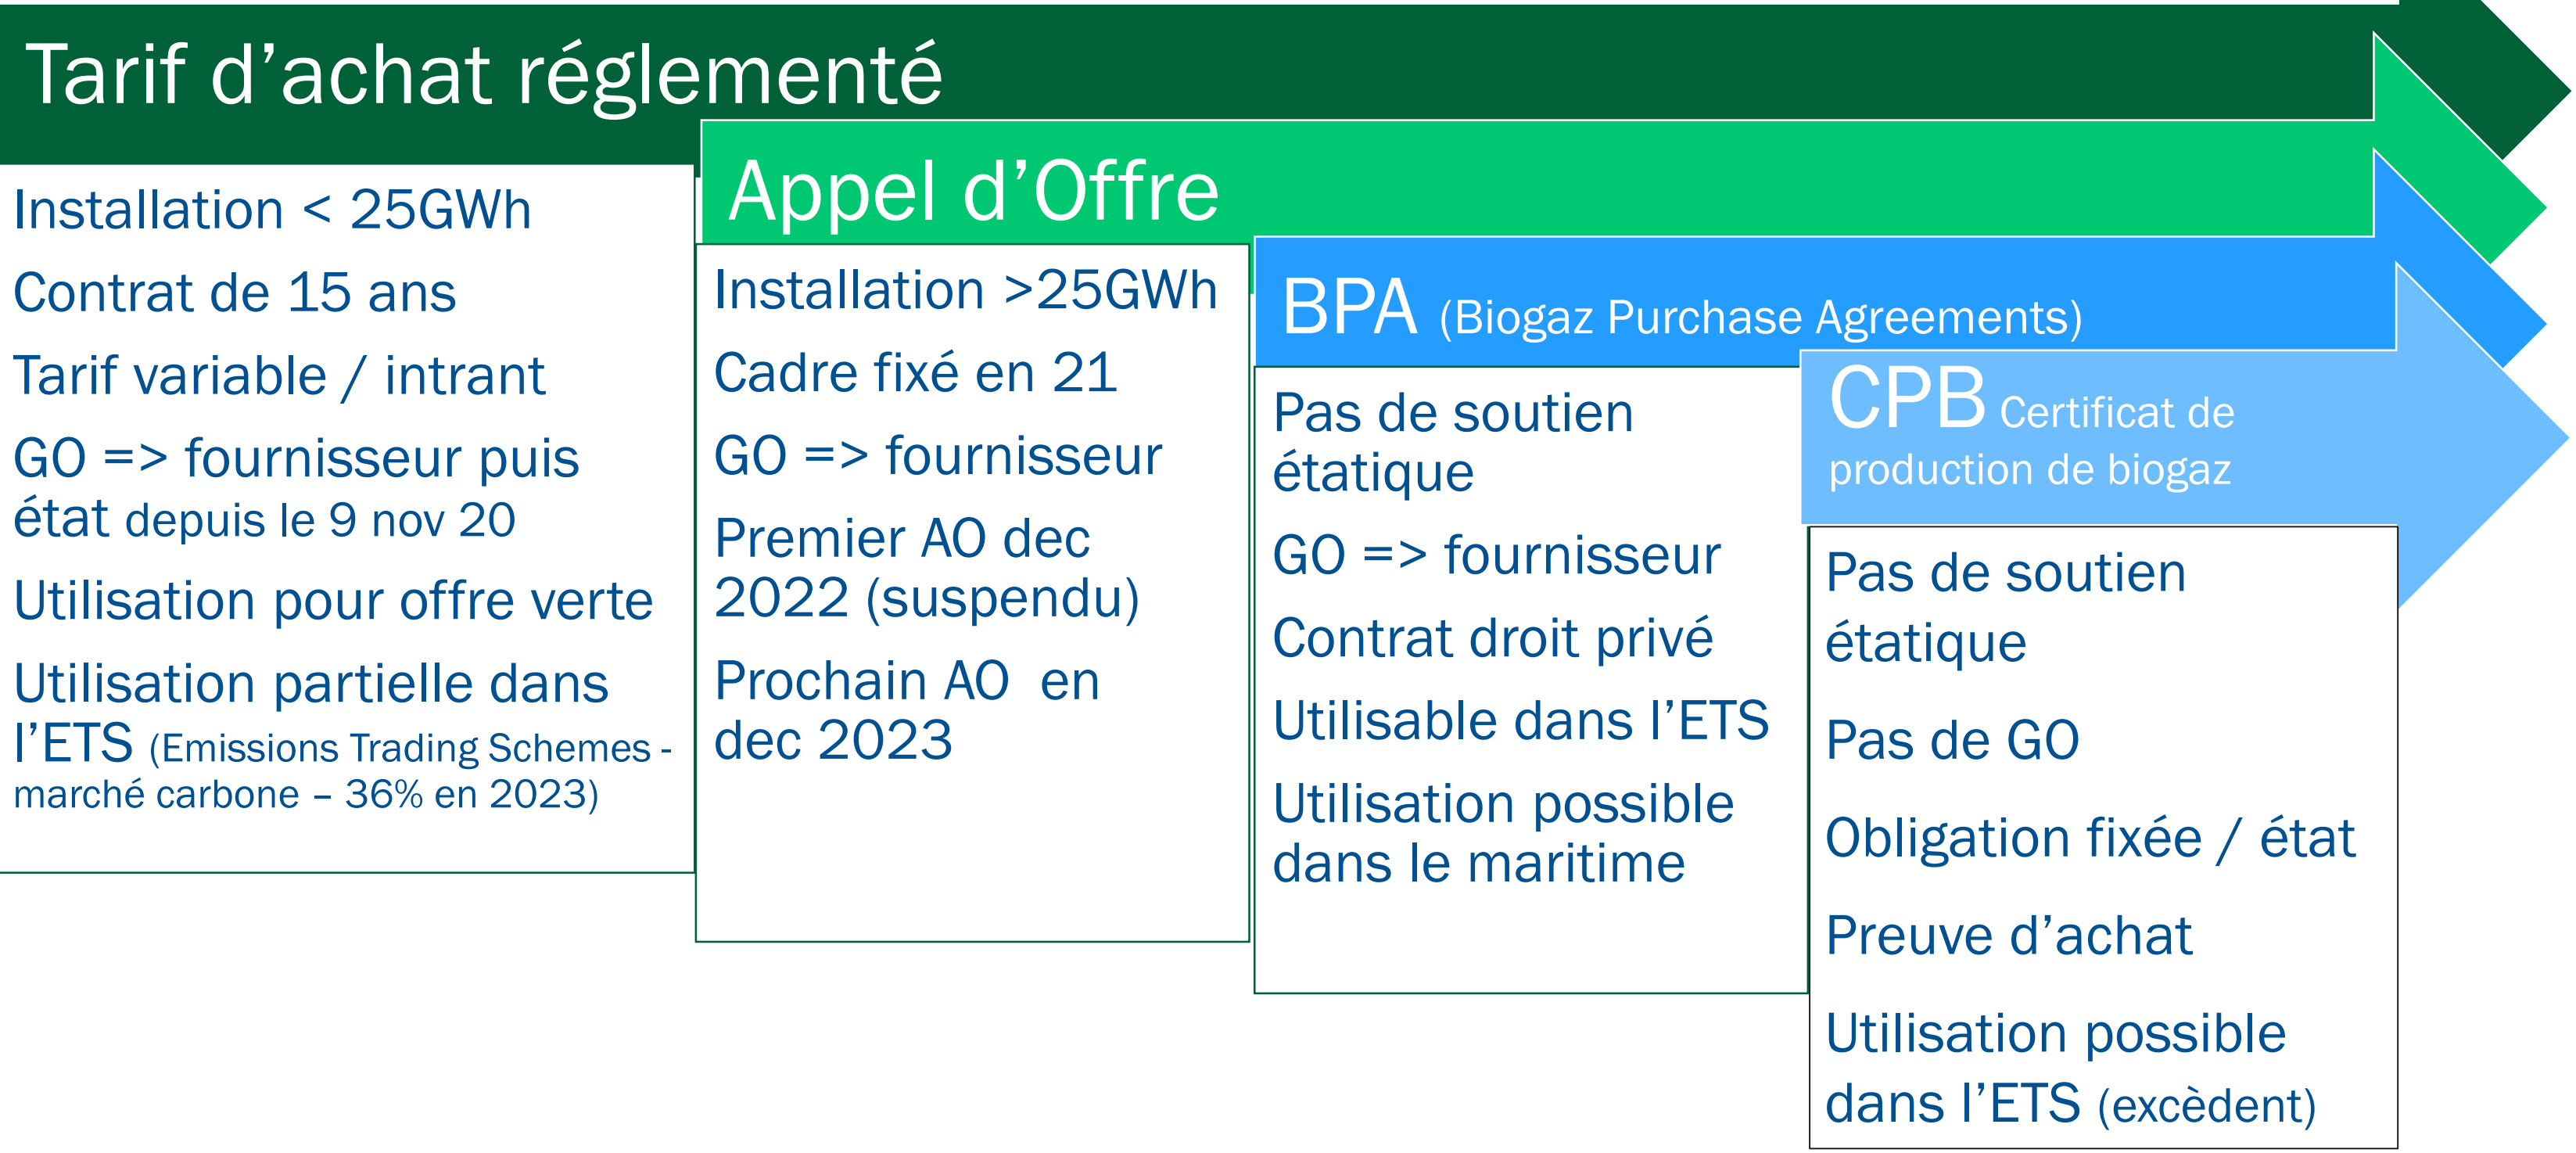 Tarif d’achat réglementé
Installation < 25GWh
Contrat de 15 ans
Tarif variable / intrant
GO => fournisseur puis
état depuis le 9 nov 20
Utilisation pour offre verte
Utilisation partielle dans
l’ETS (Emissions Trading Schemes -
marché carbone – 36% en 2023)
Appel d’Offre
Installation >25GWh
Cadre fixé en 21
GO => fournisseur
Premier AO dec
2022 (suspendu)
Prochain AO en
dec 2023
BPA (Biogaz Purchase Agreements)
Pas de soutien
étatique
GO => fournisseur
Contrat droit privé
Utilisable dans l’ETS
Utilisation possible
dans le maritime
CPB Certificat de
production de biogaz
Pas de soutien
étatique
Pas de GO
Obligation fixée / état
Preuve d’achat
Utilisation possible
dans l’ETS (excèdent)